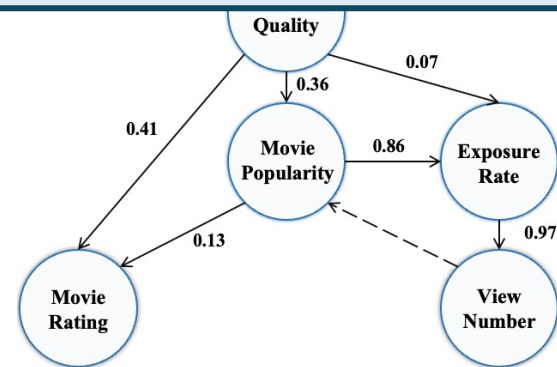 Quality
0.07
0.36
0.41
Movie
Popularity
0.86
Exposure
Rate
0.13
0.97
Movie
Rating
View
Number